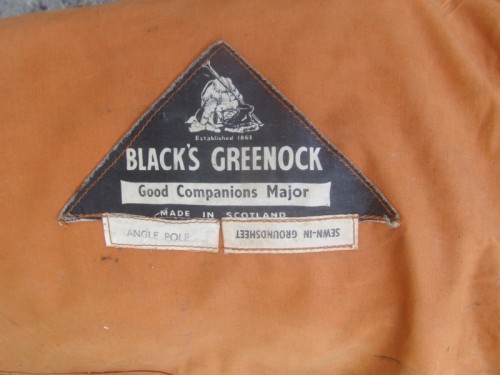 Established 1863
BLACK'S GREENOCK
Good Companions Major
MADE IN SCOTLAND
ANGLE POLE
SEWN-IN GROUNDSHEET